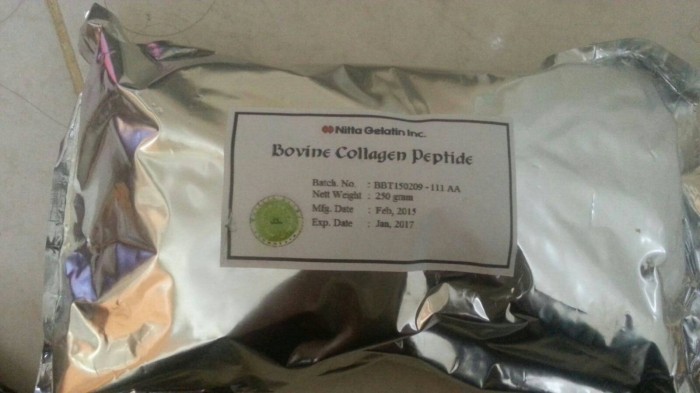 Nitta Gelatin Inc.
Bovine Collagen Peptide
Batch. No. : BBT150209 - 111 AA
Nett Weight : 250 gram
Mfg. Date : Feb, 2015
Exp. Date : Jan, 2017